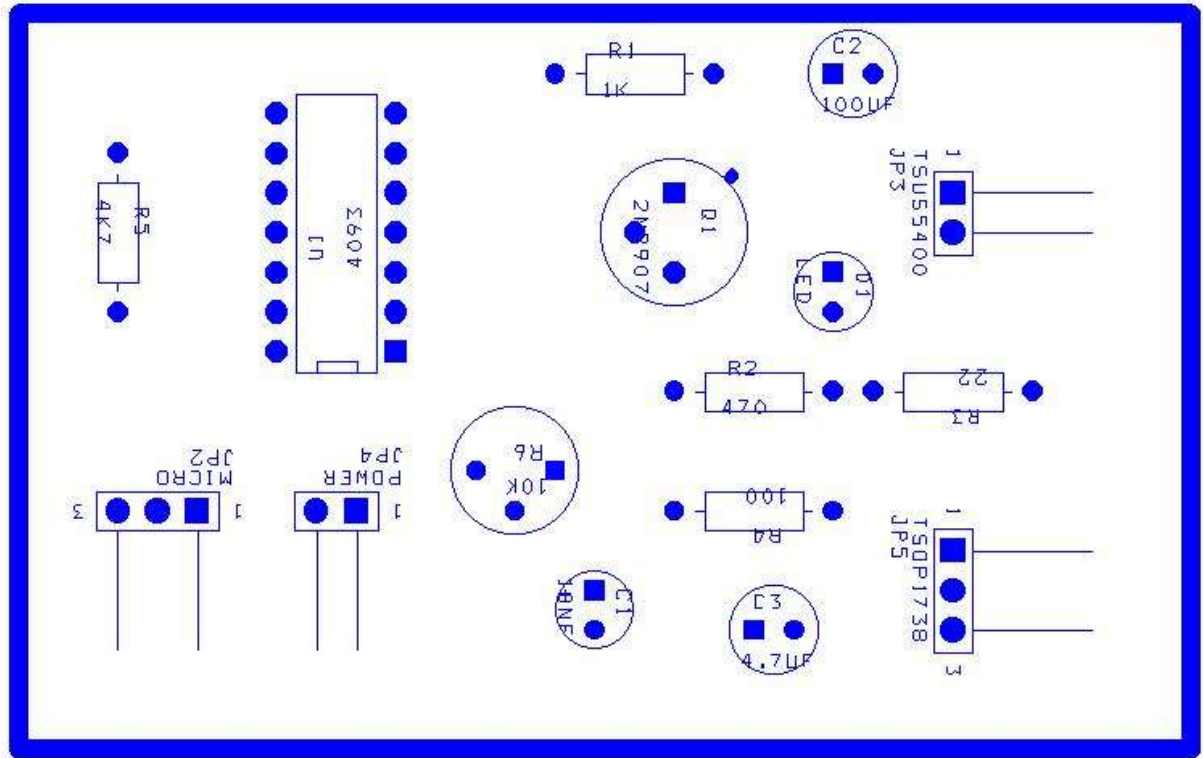 R1
1K
C2
100UF
1
TSUS5400
JP3
R5
4K7
U1
4093
Q1
2N2907
D1
LED
R2
470
22
R3
R6
10K
JP2
MICRO
3
1
JP4
POWER
1
100
R4
1
TSOP1738
JP5
3
C1
C3
4.7UF